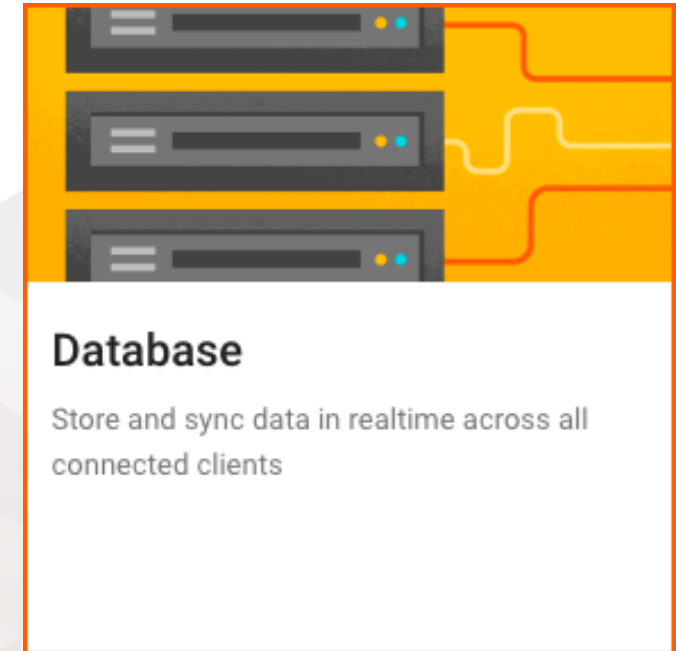 Database
Store and sync data in realtime across all
connected clients